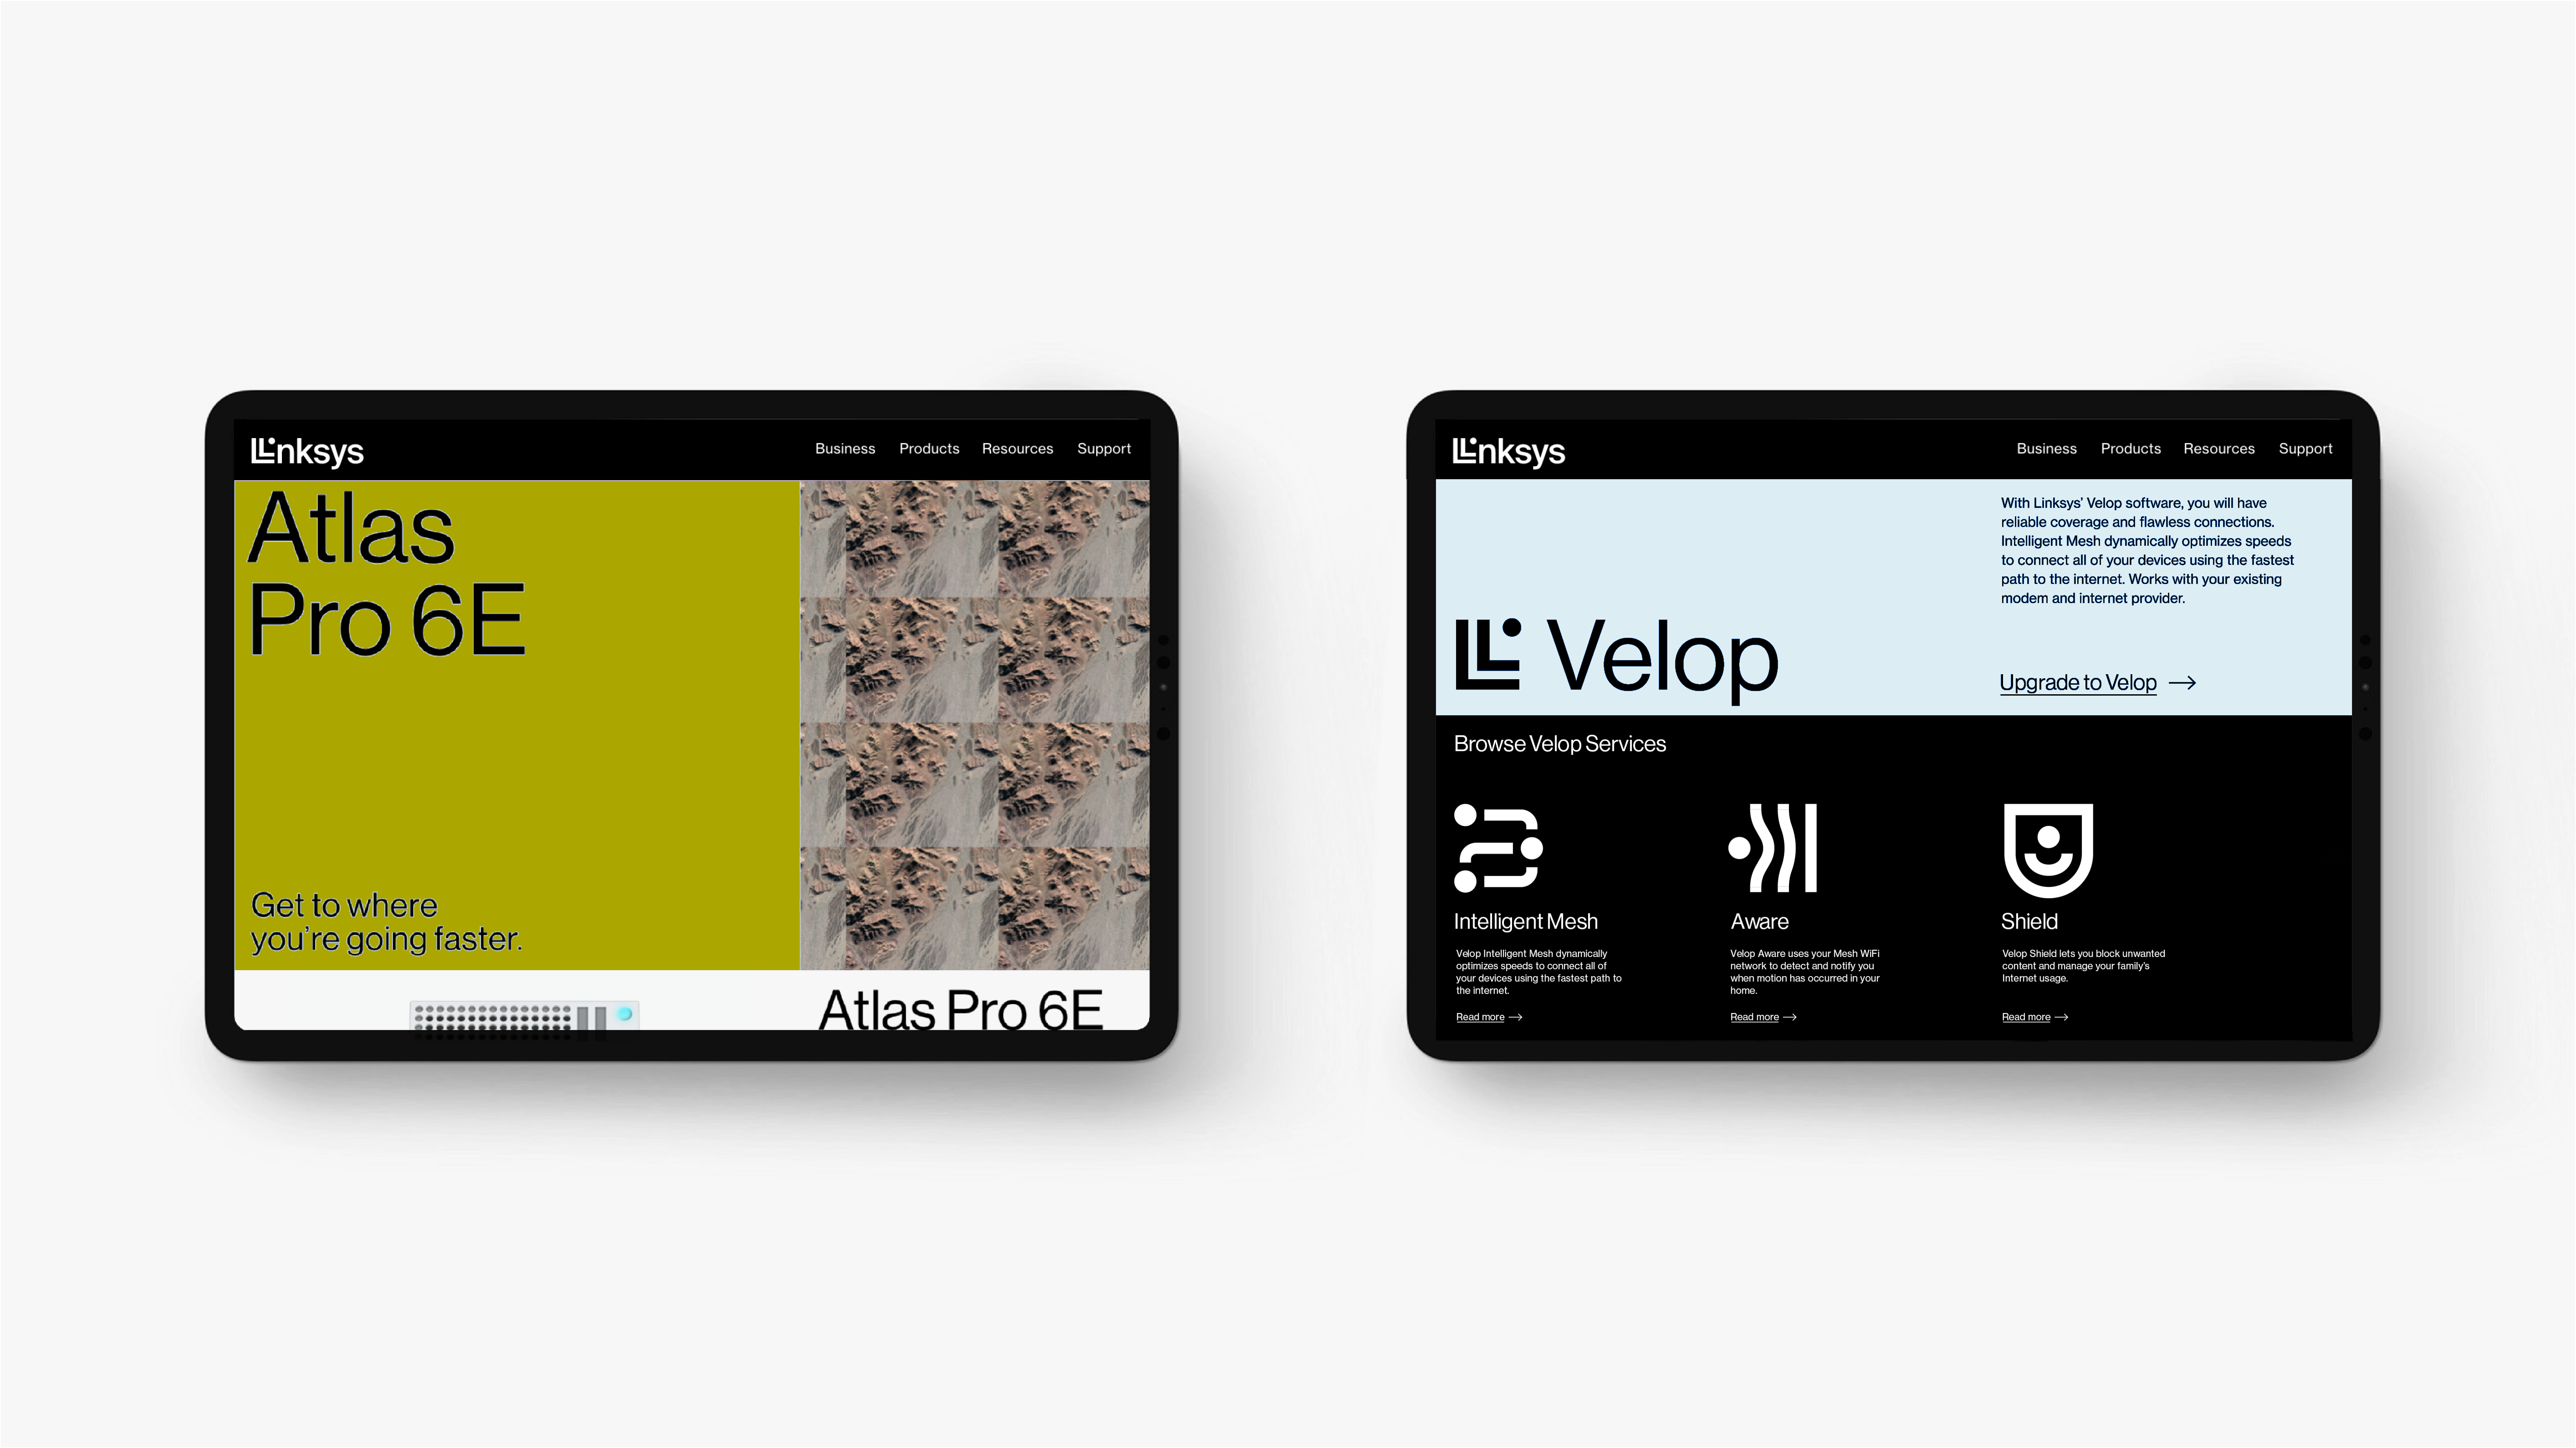 Linksys
Business Products Resources Support
Atlas
Pro 6E
Get to where
you’re going faster.
Atlas Pro 6E
Linksys
Business Products Resources Support
With Linksys’ Velop software, you will have
reliable coverage and flawless connections.
Intelligent Mesh dynamically optimizes speeds
to connect all of your devices using the fastest
path to the internet. Works with your existing
modem and internet provider.
Velop
Upgrade to Velop →
Browse Velop Services
Intelligent Mesh
Velop Intelligent Mesh dynamically
optimizes speeds to connect all of
your devices using the fastest path to
the internet.
Read more →
Aware
Velop Aware uses your Mesh WiFi
network to detect and notify you
when motion has occurred in your
home.
Read more →
Shield
Velop Shield lets you block unwanted
content and manage your family’s
Internet usage.
Read more →